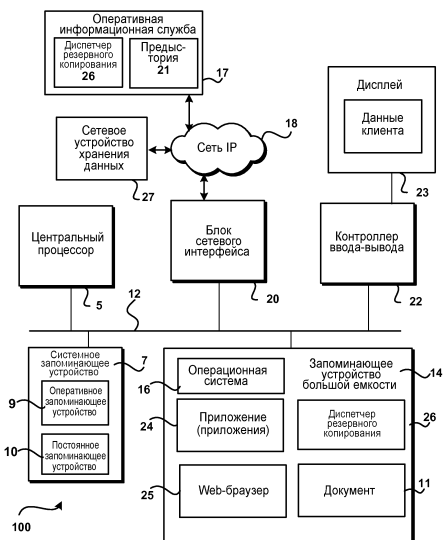 Оперативная
информационная служба
Диспетчер
резервного
копирования
26
Предыс-
тория
21
17
Сетевое
устройство
хранения
данных
27
Сеть IP
18
Дисплей
Данные
клиента
23
Центральный
процессор
5
Блок
сетевого
интерфейса
20
Контроллер
ввода-вывода
22
12
Системное
запоминающее
устройство
7
Оперативное
запоминающее
устройство
9
Постоянное
запоминающее
устройство
10
Запоминающее
устройство
большой емкости
14
Операционная
система
16
Приложение
(приложения)
24
Диспетчер
резервного
копирования
26
Web-браузер
25
Документ
11
100